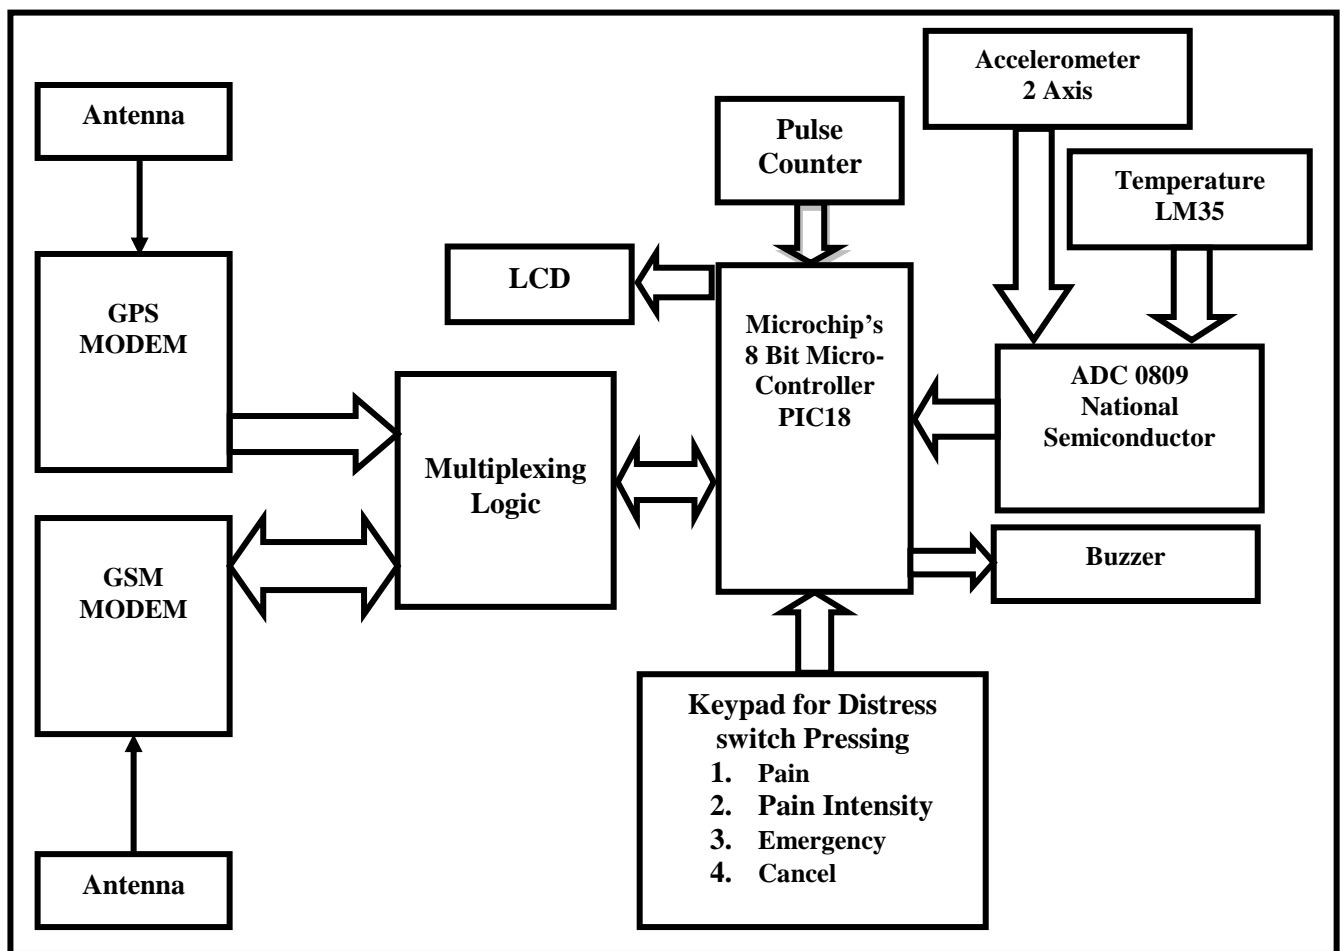 Accelerometer
2 Axis
Antenna
Pulse
Counter
Temperature
LM35
LCD
GPS
MODEM
Microchip’s
8 Bit Micro-
Controller
PIC18
ADC 0809
National
Semiconductor
Multiplexing
Logic
Buzzer
GSM
MODEM
Keypad for Distress
switch Pressing
1. Pain
2. Pain Intensity
3. Emergency
4. Cancel
Antenna